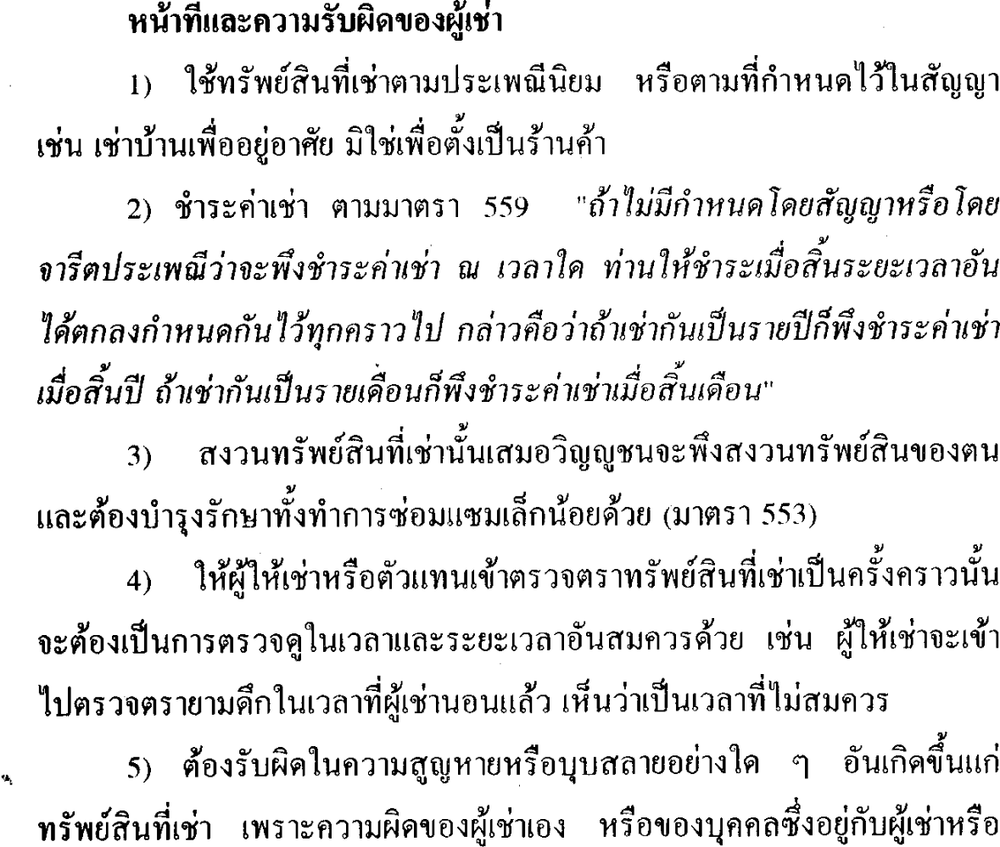 หน้าที่และความรับผิดของผู้เช่า
1) ใช้ทรัพย์สินที่เช่าตามประเพณีนิยม หรือตามที่กำหนดไว้ในสัญญา
เช่น เช่าบ้านเพื่ออยู่อาศัย มิใช่เพื่อตั้งเป็นร้านค้า
2) ชำระค่าเช่า ตามมาตรา 559 "ถ้าไม่มีกำหนดโดยสัญญาหรือโดย
จารีตประเพณีว่าจะพึงชำระค่าเช่า ณ เวลาใด ท่านให้ชำระเมื่อสิ้นระยะเวลาอัน
ได้ตกลงกำหนดกันไว้ทุกคราวไป กล่าวคือว่าถ้าเช่ากันเป็นรายปีก็พึงชำระค่าเช่า
เมื่อสิ้นปี ถ้าเช่ากันเป็นรายเดือนก็พึงชำระค่าเช่าเมื่อสิ้นเดือน"
3) สงวนทรัพย์สินที่เช่านั้นเสมอวิญญูชนจะพึงสงวนทรัพย์สินของตน
และต้องบำรุงรักษาทั้งทำการซ่อมแซมเล็กน้อยด้วย (มาตรา 553)
4) ให้ผู้ให้เช่าหรือตัวแทนเข้าตรวจตราทรัพย์สินที่เช่าเป็นครั้งคราวนั้น
จะต้องเป็นการตรวจดูในเวลาและระยะเวลาอันสมควรด้วย เช่น ผู้ให้เช่าจะเข้า
ไปตรวจตรายามดึกในเวลาที่ผู้เช่านอนแล้ว เห็นว่าเป็นเวลาที่ไม่สมควร
5) ต้องรับผิดในความสูญหายหรือบุบสลายอย่างใด ๆ อันเกิดขึ้นแก่
ทรัพย์สินที่เช่า เพราะความผิดของผู้เช่าเอง หรือของบุคคลซึ่งอยู่กับผู้เช่าหรือ